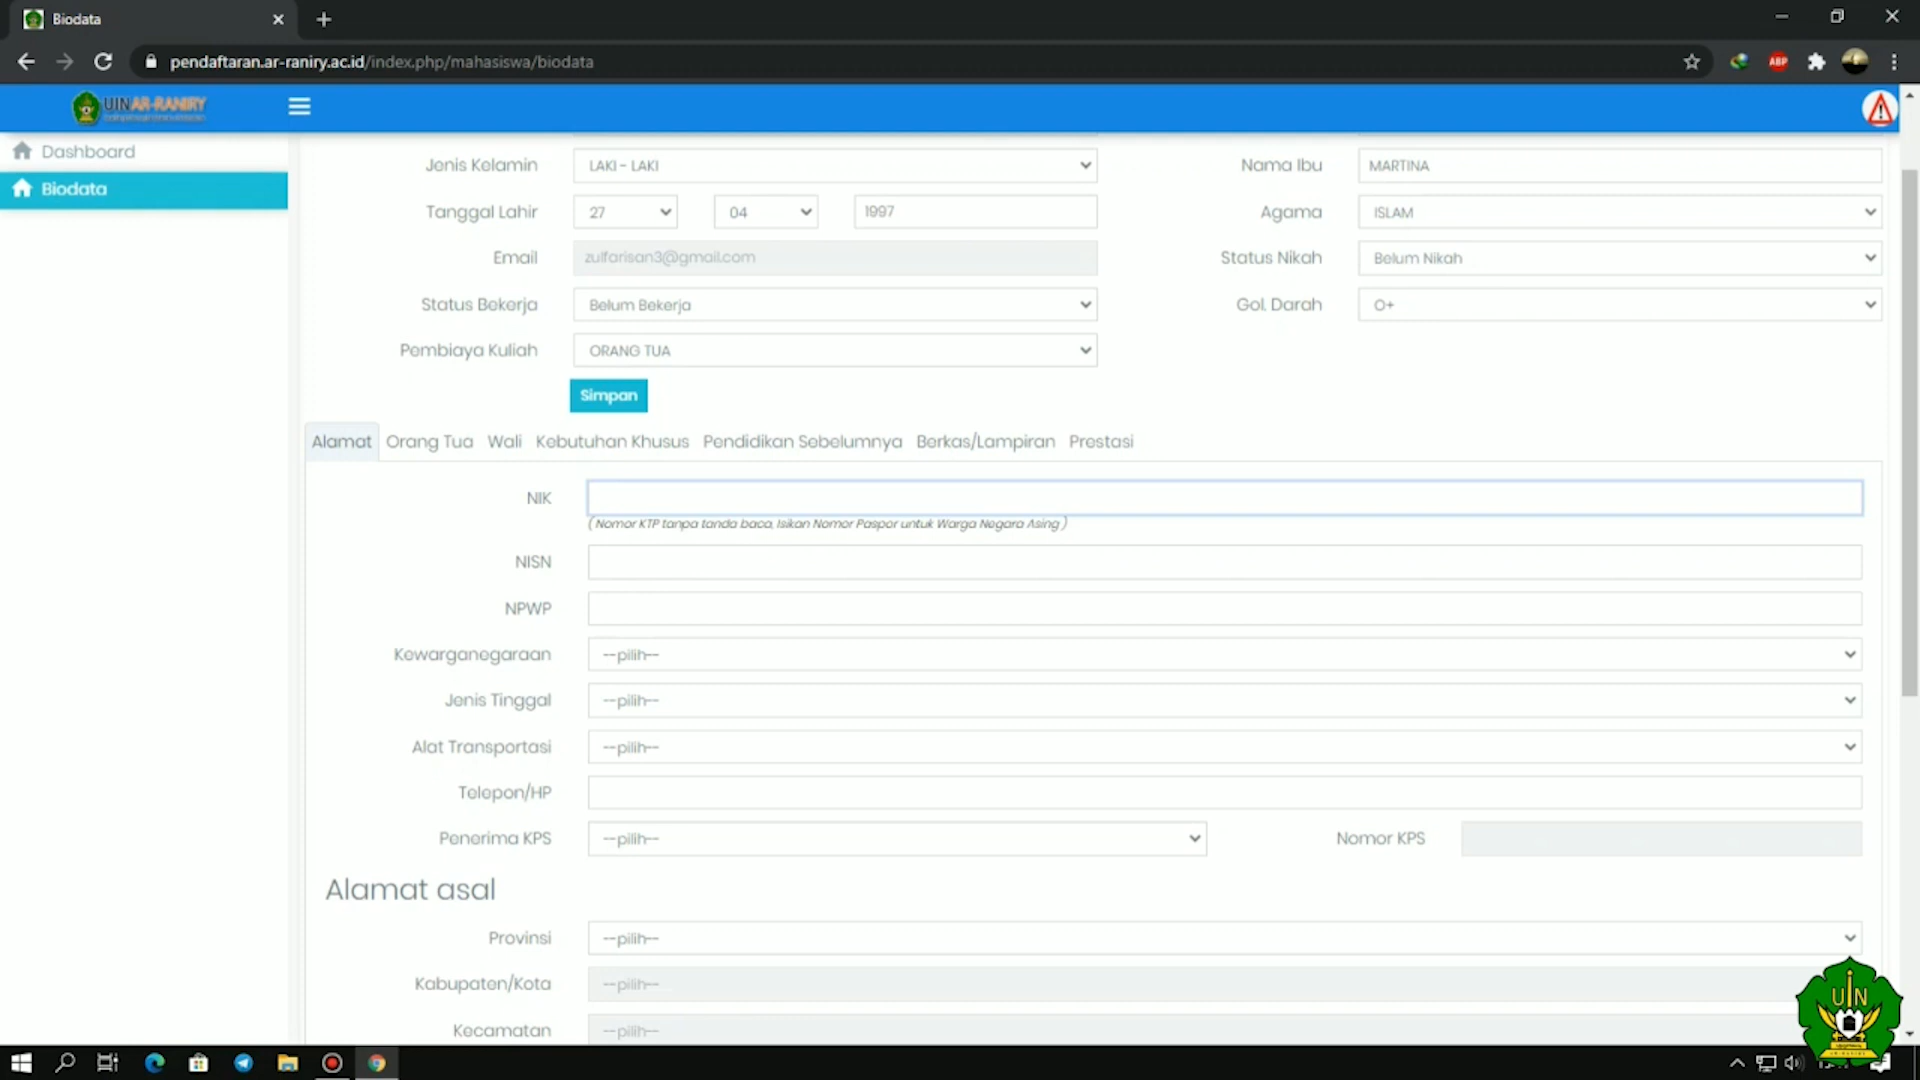 Biodata
pendaftaran.ar-raniry.ac.id/index.php/mahasiswa/biodata
ABP
UIN AR-RANIRY
Dashboard
Biodata
Jenis Kelamin LAKI - LAKI Nama Ibu MARTINA
Tanggal Lahir 27 04 1997 Agama ISLAM
Email zulfarisan3@gmail.com Status Nikah Belum Nikah
Status Bekerja Belum Bekerja Gol. Darah O+
Pembiaya Kuliah ORANG TUA
Simpan
Alamat Orang Tua Wali Kebutuhan Khusus Pendidikan Sebelumnya Berkas/Lampiran Prestasi
NIK
( Nomor KTP tanpa tanda baca, Isikan Nomor Paspor untuk Warga Negara Asing )
NISN
NPWP
Kewarganegaraan --pilih--
Jenis Tinggal --pilih--
Alat Transportasi --pilih--
Telepon/HP
Penerima KPS --pilih-- Nomor KPS
Alamat asal
Provinsi --pilih--
Kabupaten/Kota --pilih--
Kecamatan --pilih--
UIN